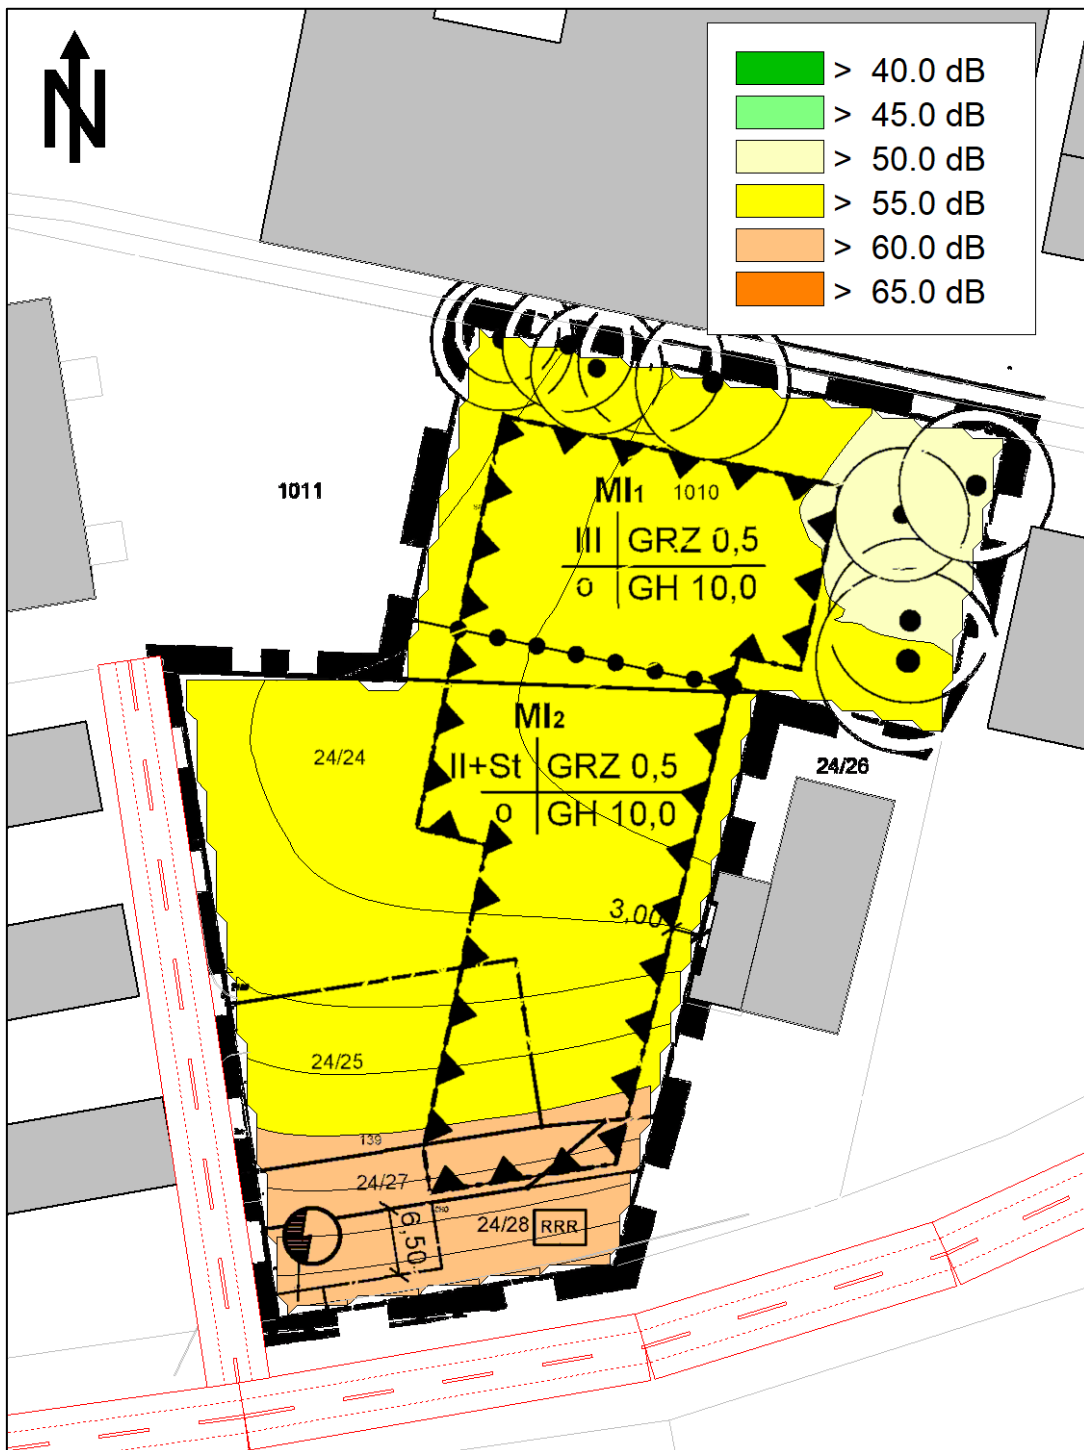 N
> 40.0 dB
> 45.0 dB
> 50.0 dB
> 55.0 dB
> 60.0 dB
> 65.0 dB
1011
MI1 1010
III GRZ 0,5
o GH 10,0
MI2
24/24
II+St GRZ 0,5
o GH 10,0
24/26
3,00
24/25
139
24/27
6,50
24/28 RRR